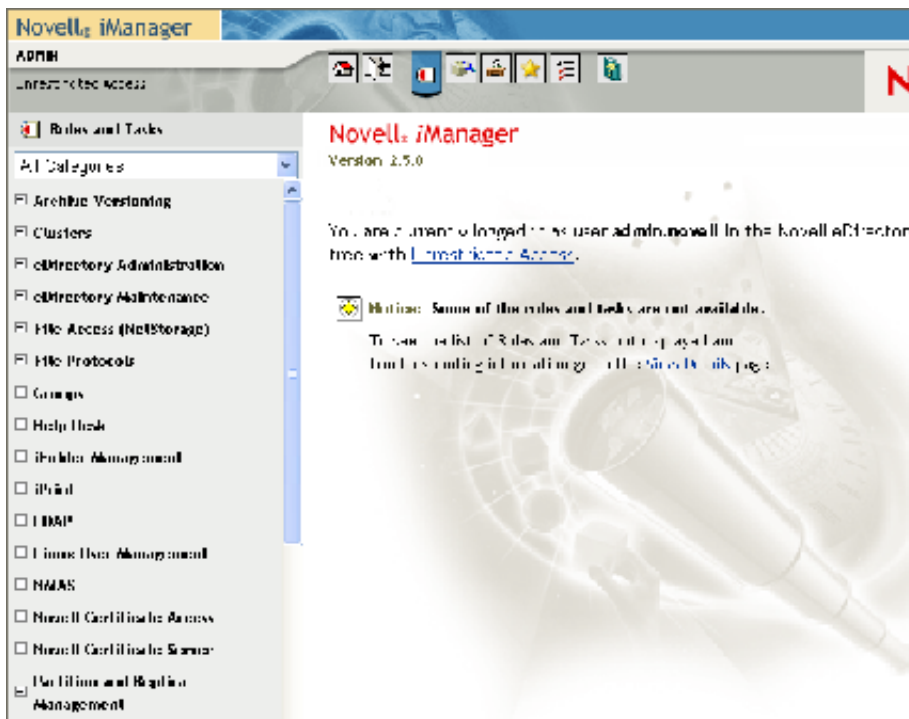 Novell® iManager
ADMIN
Unrestricted Access
N
Roles and Tasks
All Categories
Archive Versioning
Clusters
eDirectory Administration
eDirectory Maintenance
File Access (NetStorage)
File Protocols
Groups
Help Desk
iFolder Management
iPrint
LDAP
Linux User Management
NMAS
Novell Certificate Access
Novell Certificate Server
Partition and Replica
Management
Novell® iManager
Version 2.5.0
You are currently logged in as user admin.novell in the Novell eDirector
tree with Unrestricted Access.
Notice: Some of the roles and tasks are not available.
To see the list of Roles and Tasks not displayed and
troubleshooting information go to the View Details page.